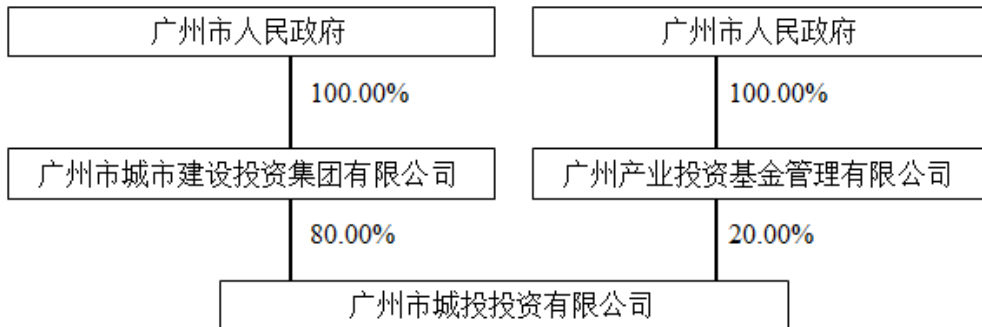 广州市人民政府 广州市人民政府
100.00% 100.00%
广州市城市建设投资集团有限公司 广州产业投资基金管理有限公司
80.00% 20.00%
广州市城投投资有限公司